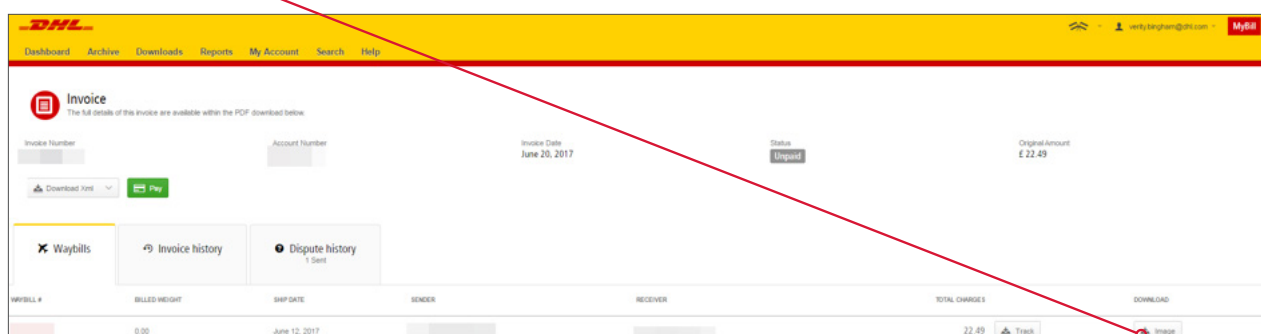 DHL
verity.bingham@dhl.com MyBill
Dashboard Archive Downloads Reports My Account Search Help
Invoice
The full details of this invoice are available within the PDF download below.
Invoice Number Account Number Invoice Date Status Original Amount
June 20, 2017 Unpaid £ 22.49
Download Xml Pay
Waybills Invoice history Dispute history
1 Sent
WAYBILL # BILLED WEIGHT SHIP DATE SENDER RECEIVER TOTAL CHARGES DOWNLOAD
0.00 June 12, 2017 22.49 Track Image